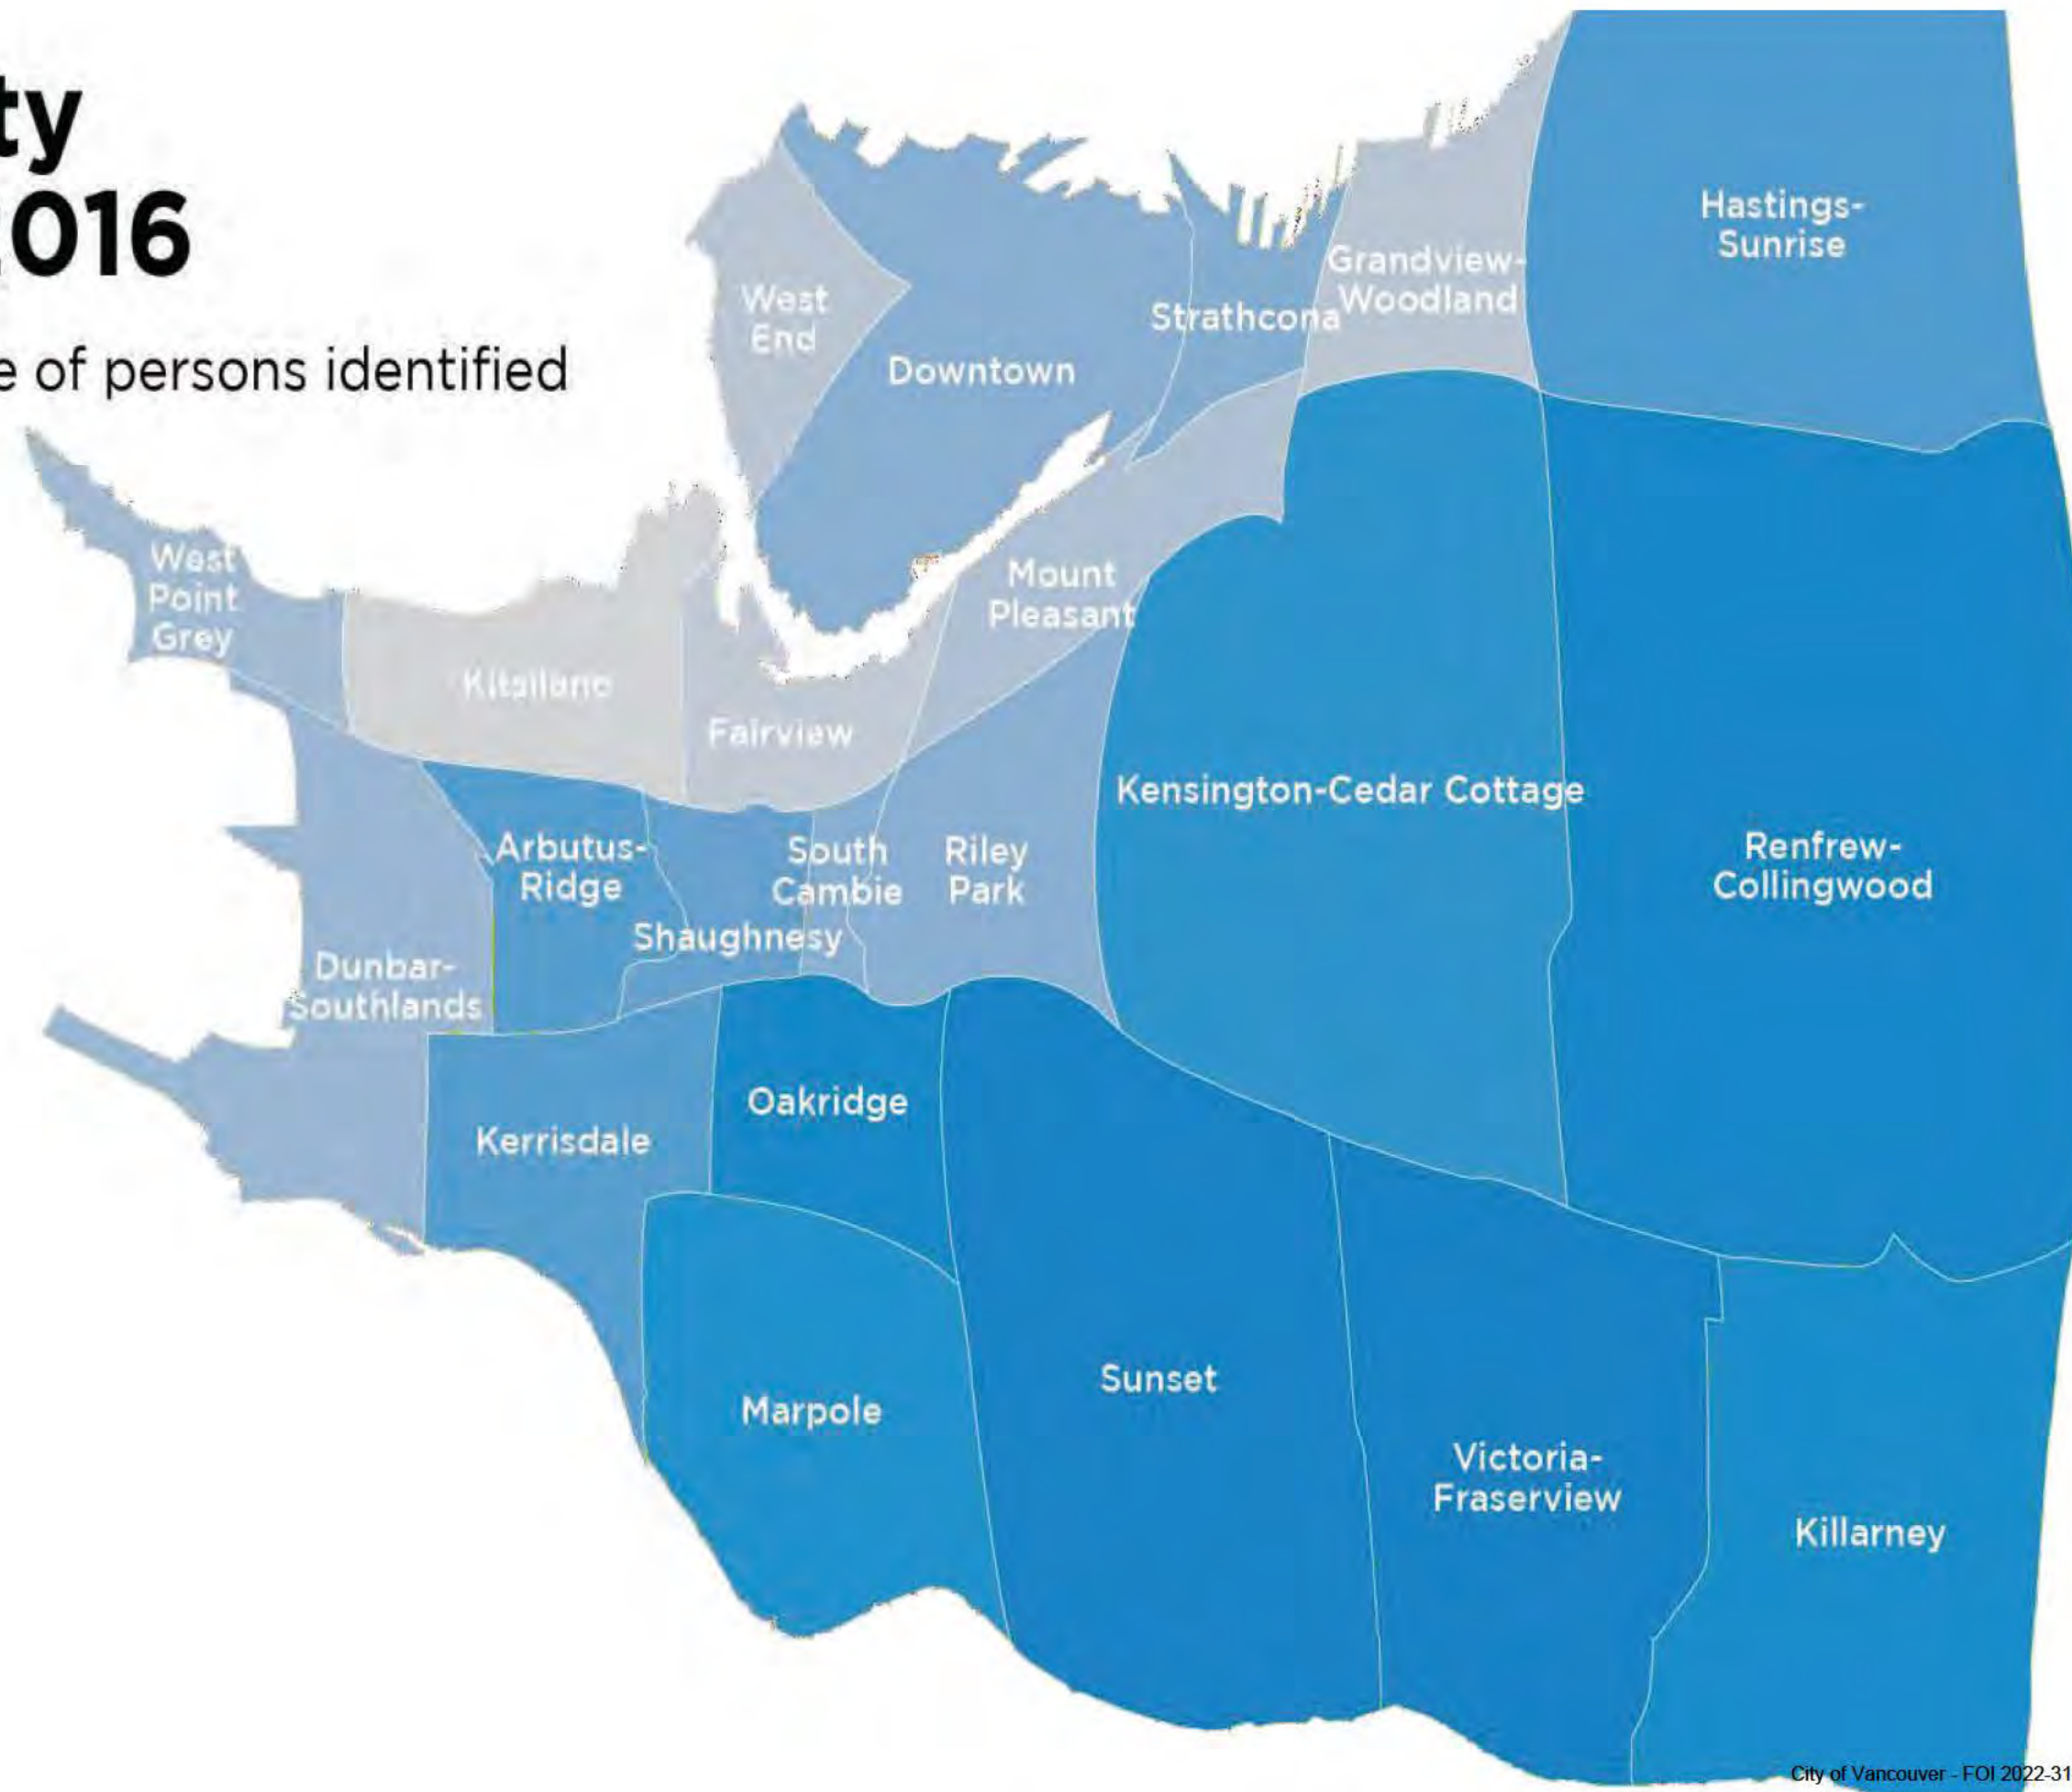 ty
2016
e of persons identified
Hastings-
Sunrise
Grandview-
Woodland
West
End
Strathcona
Downtown
West
Point
Grey
Mount
Pleasant
Kitsilano
Fairview
Kensington-Cedar Cottage
Arbutus-
Ridge
South
Cambie
Riley
Park
Renfrew-
Collingwood
Shaughnesy
Dunbar-
Southlands
Oakridge
Kerrisdale
Sunset
Marpole
Victoria-
Fraserview
Killarney
City of Vancouver - FOI 2022-31